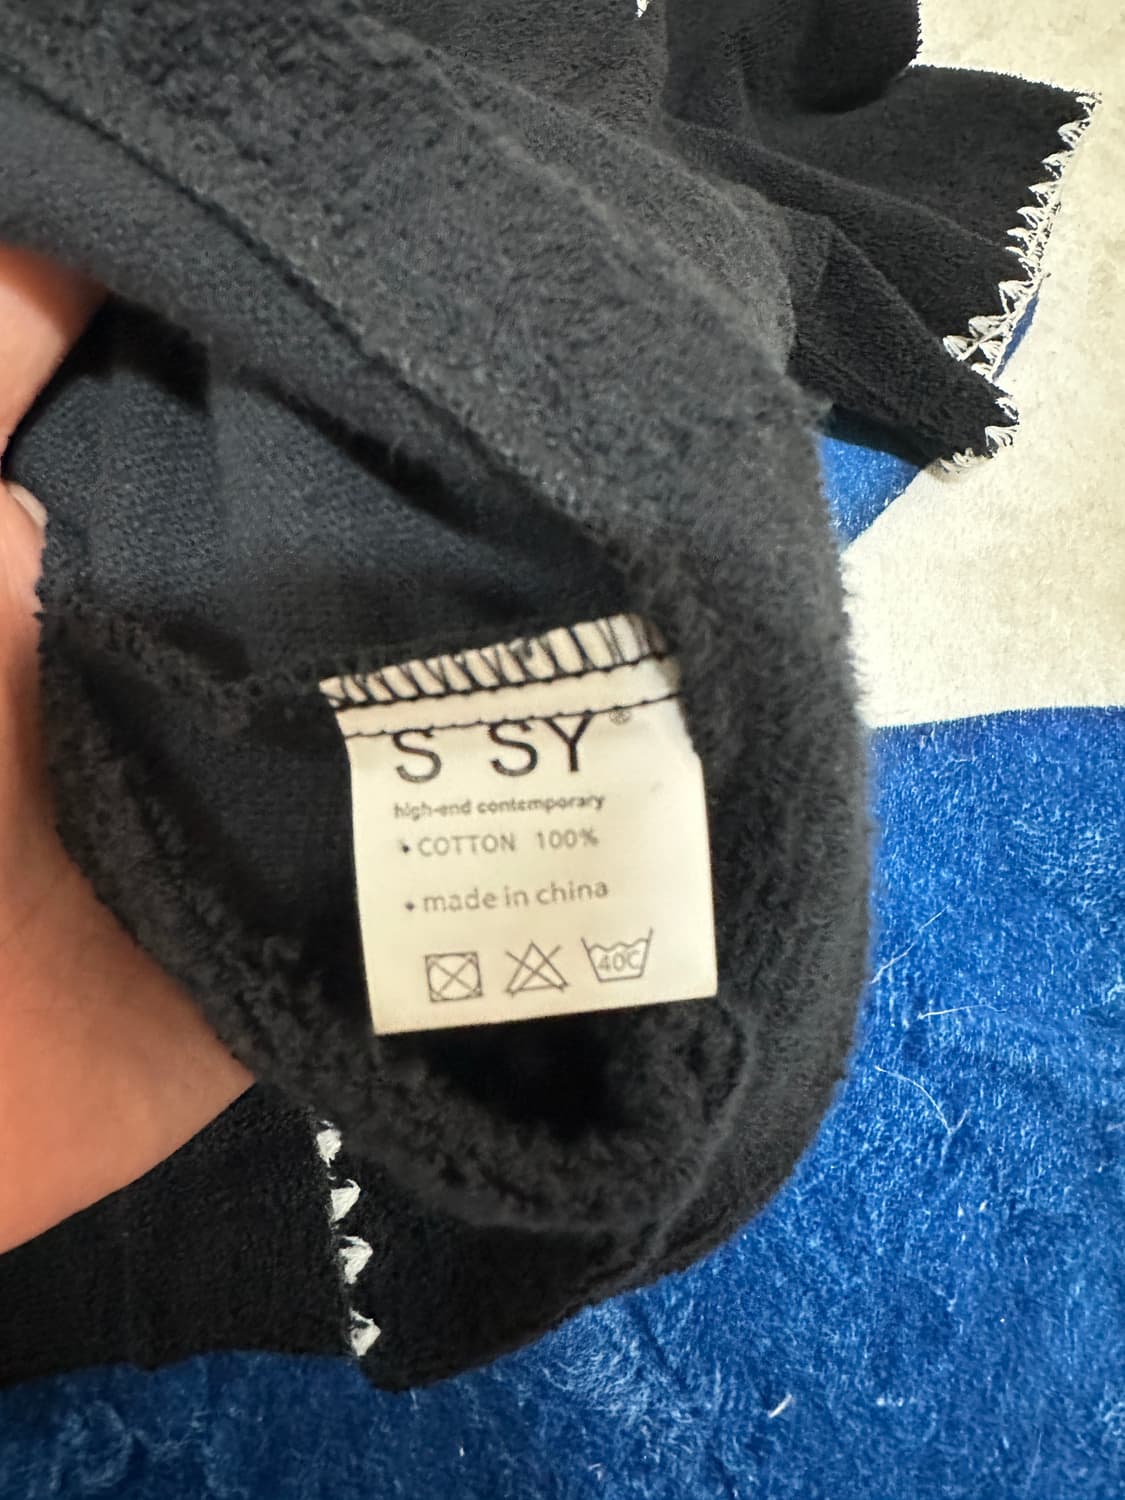 S SY®
high-end contemporary
• COTTON 100%
• made in china
40C